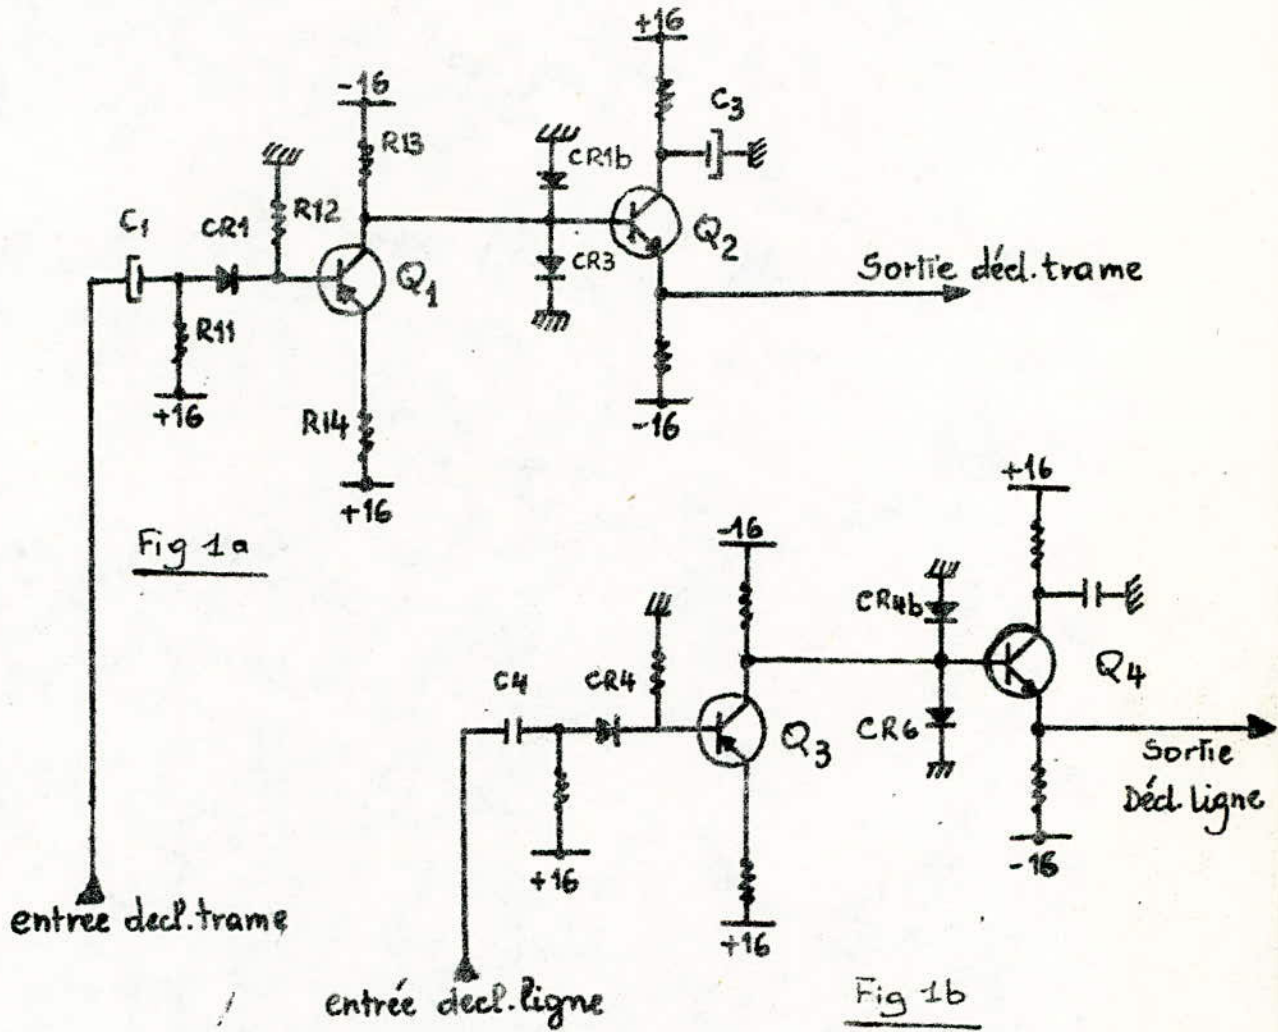 +16
-16
C3
R13
CR1b
R12
C1
CR1
Q2
CR3
Q1
Sortie décl. trame
R11
+16
R14
-16
+16
+16
Fig 1a
-16
CR4b
C4
CR4
Q4
Q3
CR6
Sortie
Décl. ligne
+16
-16
entree decl. trame
+16
entrée decl. ligne
Fig 1b